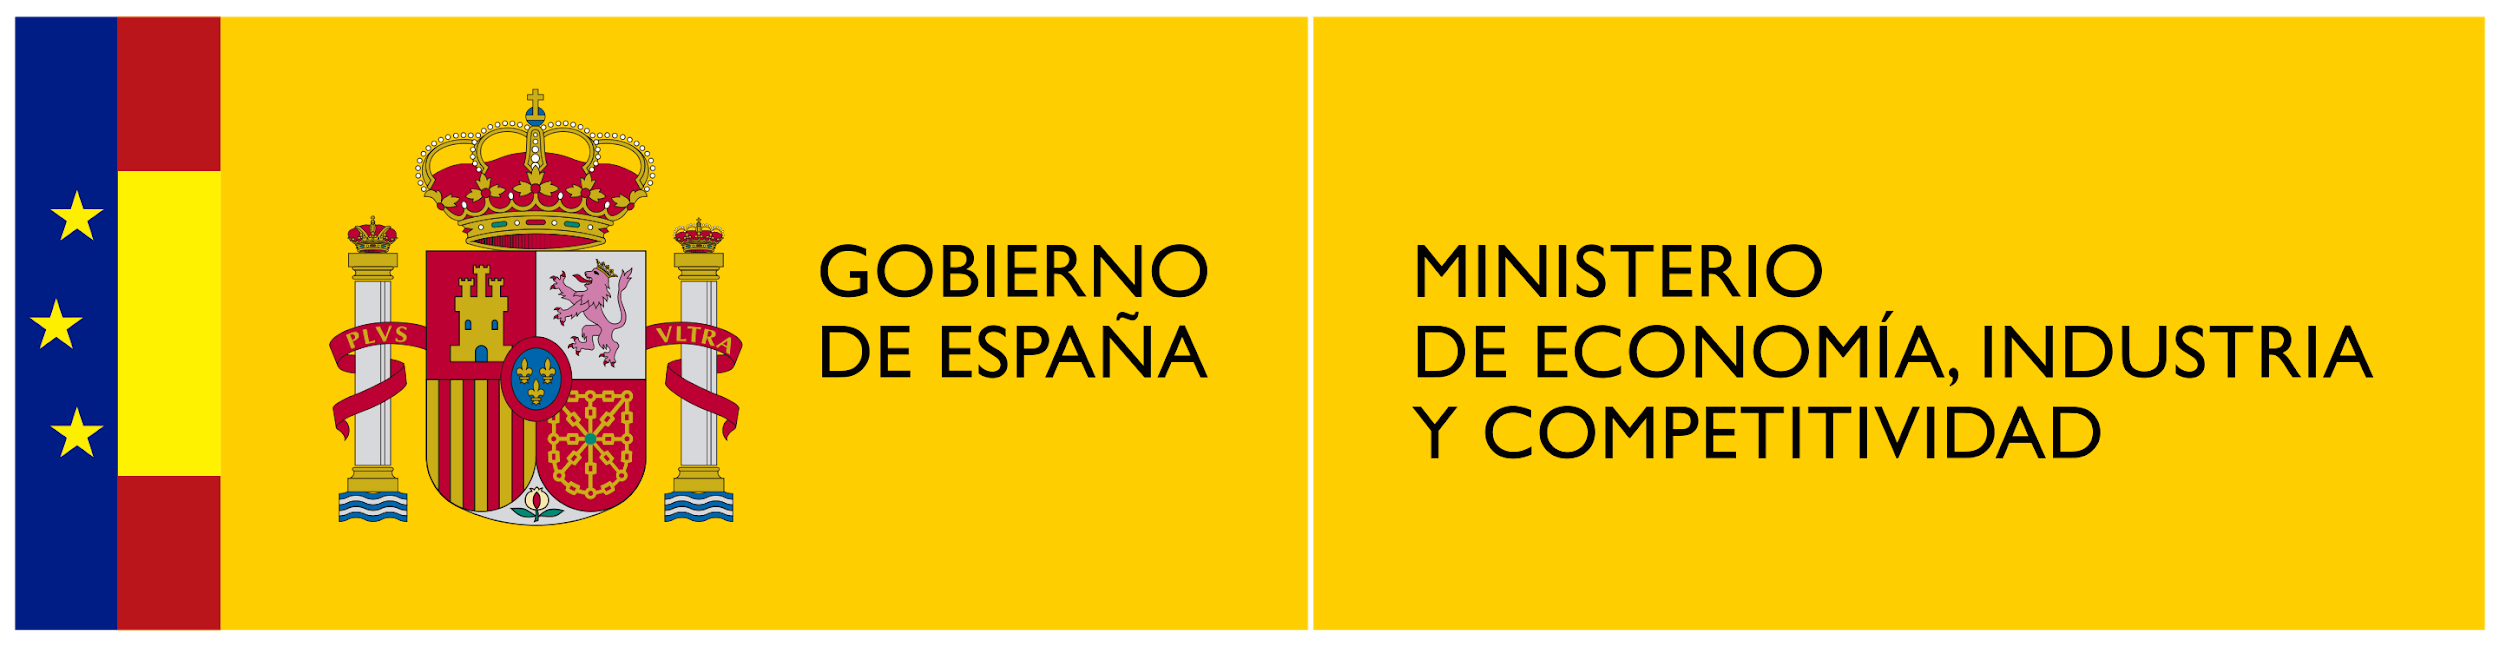 PLVS
VLTRA
GOBIERNO
DE ESPAÑA
MINISTERIO
DE ECONOMÍA, INDUSTRIA
Y COMPETITIVIDAD